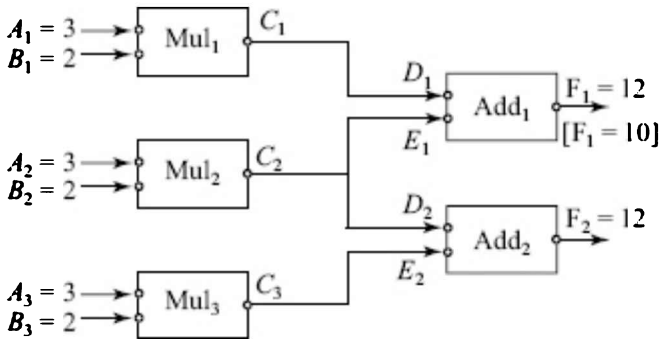 A₁ = 3
B₁ = 2
Mul₁
C₁
D₁
E₁
Add₁
F₁ = 12
[F₁ = 10]
A₂ = 3
B₂ = 2
Mul₂
C₂
D₂
E₂
Add₂
F₂ = 12
A₃ = 3
B₃ = 2
Mul₃
C₃